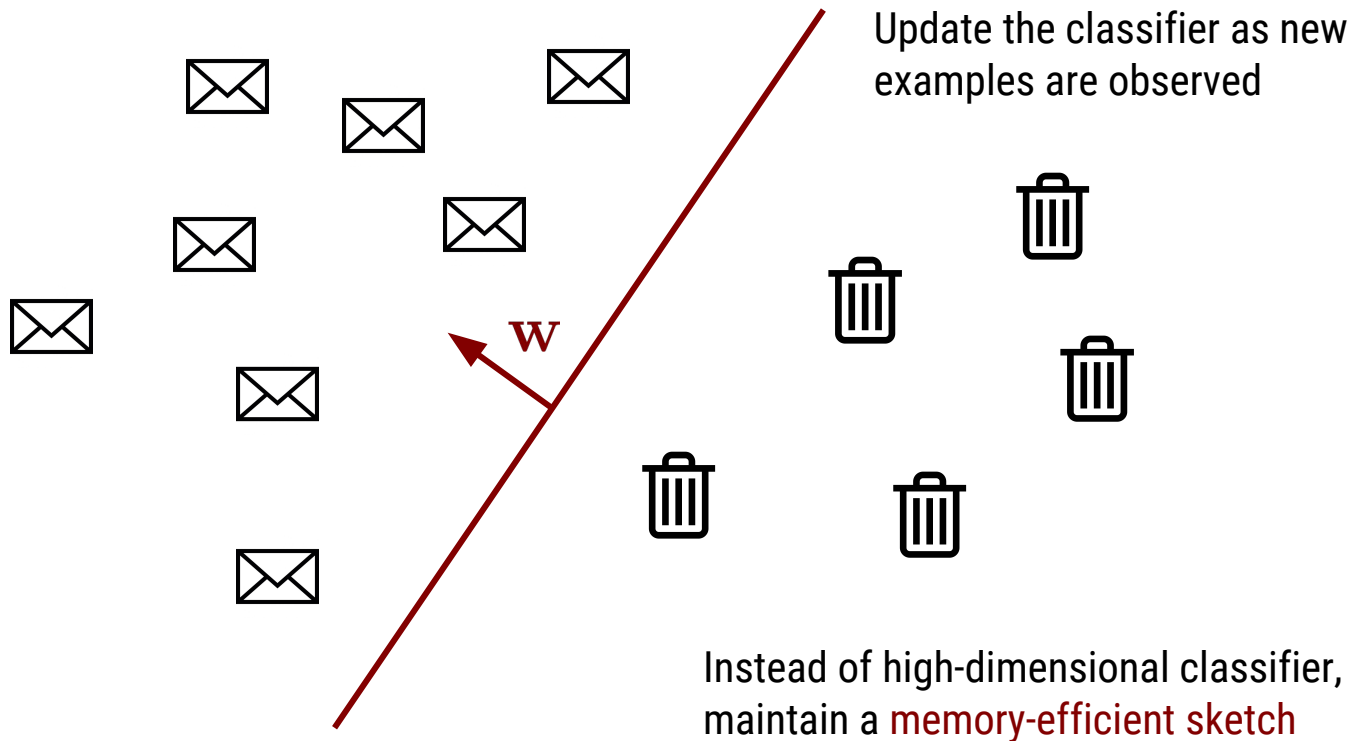 Update the classifier as new
examples are observed
w
Instead of high-dimensional classifier,
maintain a memory-efficient sketch